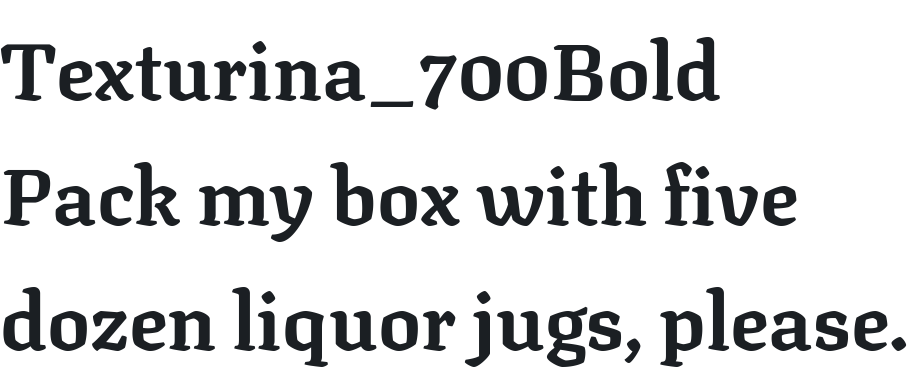 Texturina_700Bold
Pack my box with five
dozen liquor jugs, please.